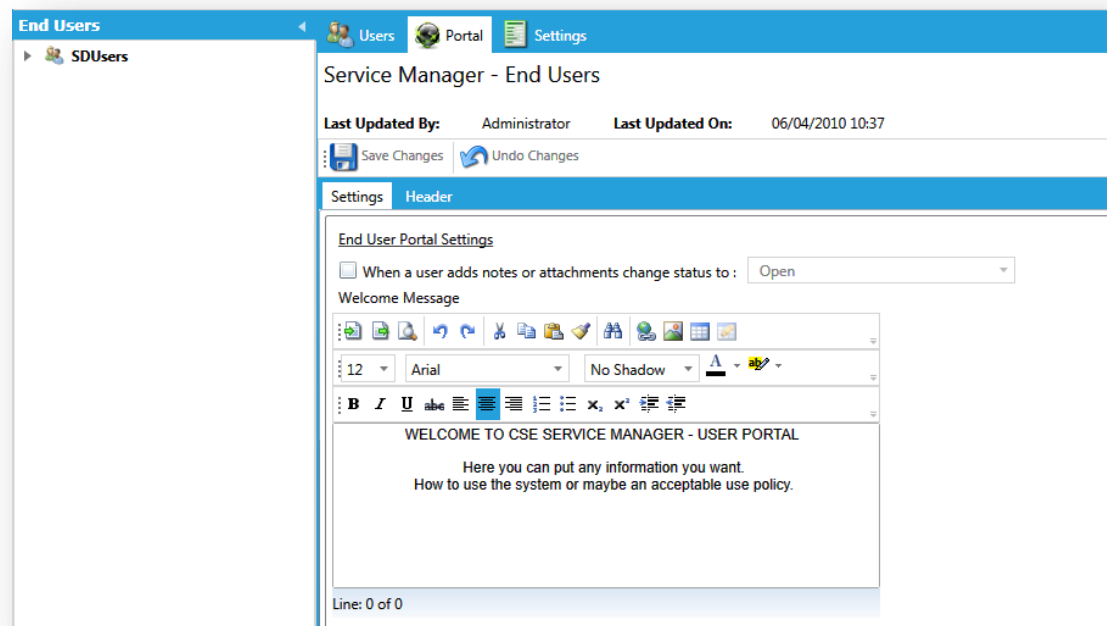 End Users
SDUsers
Users Portal Settings
Service Manager - End Users
Last Updated By: Administrator Last Updated On: 06/04/2010 10:37
Save Changes Undo Changes
Settings Header
End User Portal Settings
When a user adds notes or attachments change status to : Open
Welcome Message
12 Arial No Shadow A ab
B I U abc x₂ x²
WELCOME TO CSE SERVICE MANAGER - USER PORTAL
Here you can put any information you want.
How to use the system or maybe an acceptable use policy.
Line: 0 of 0